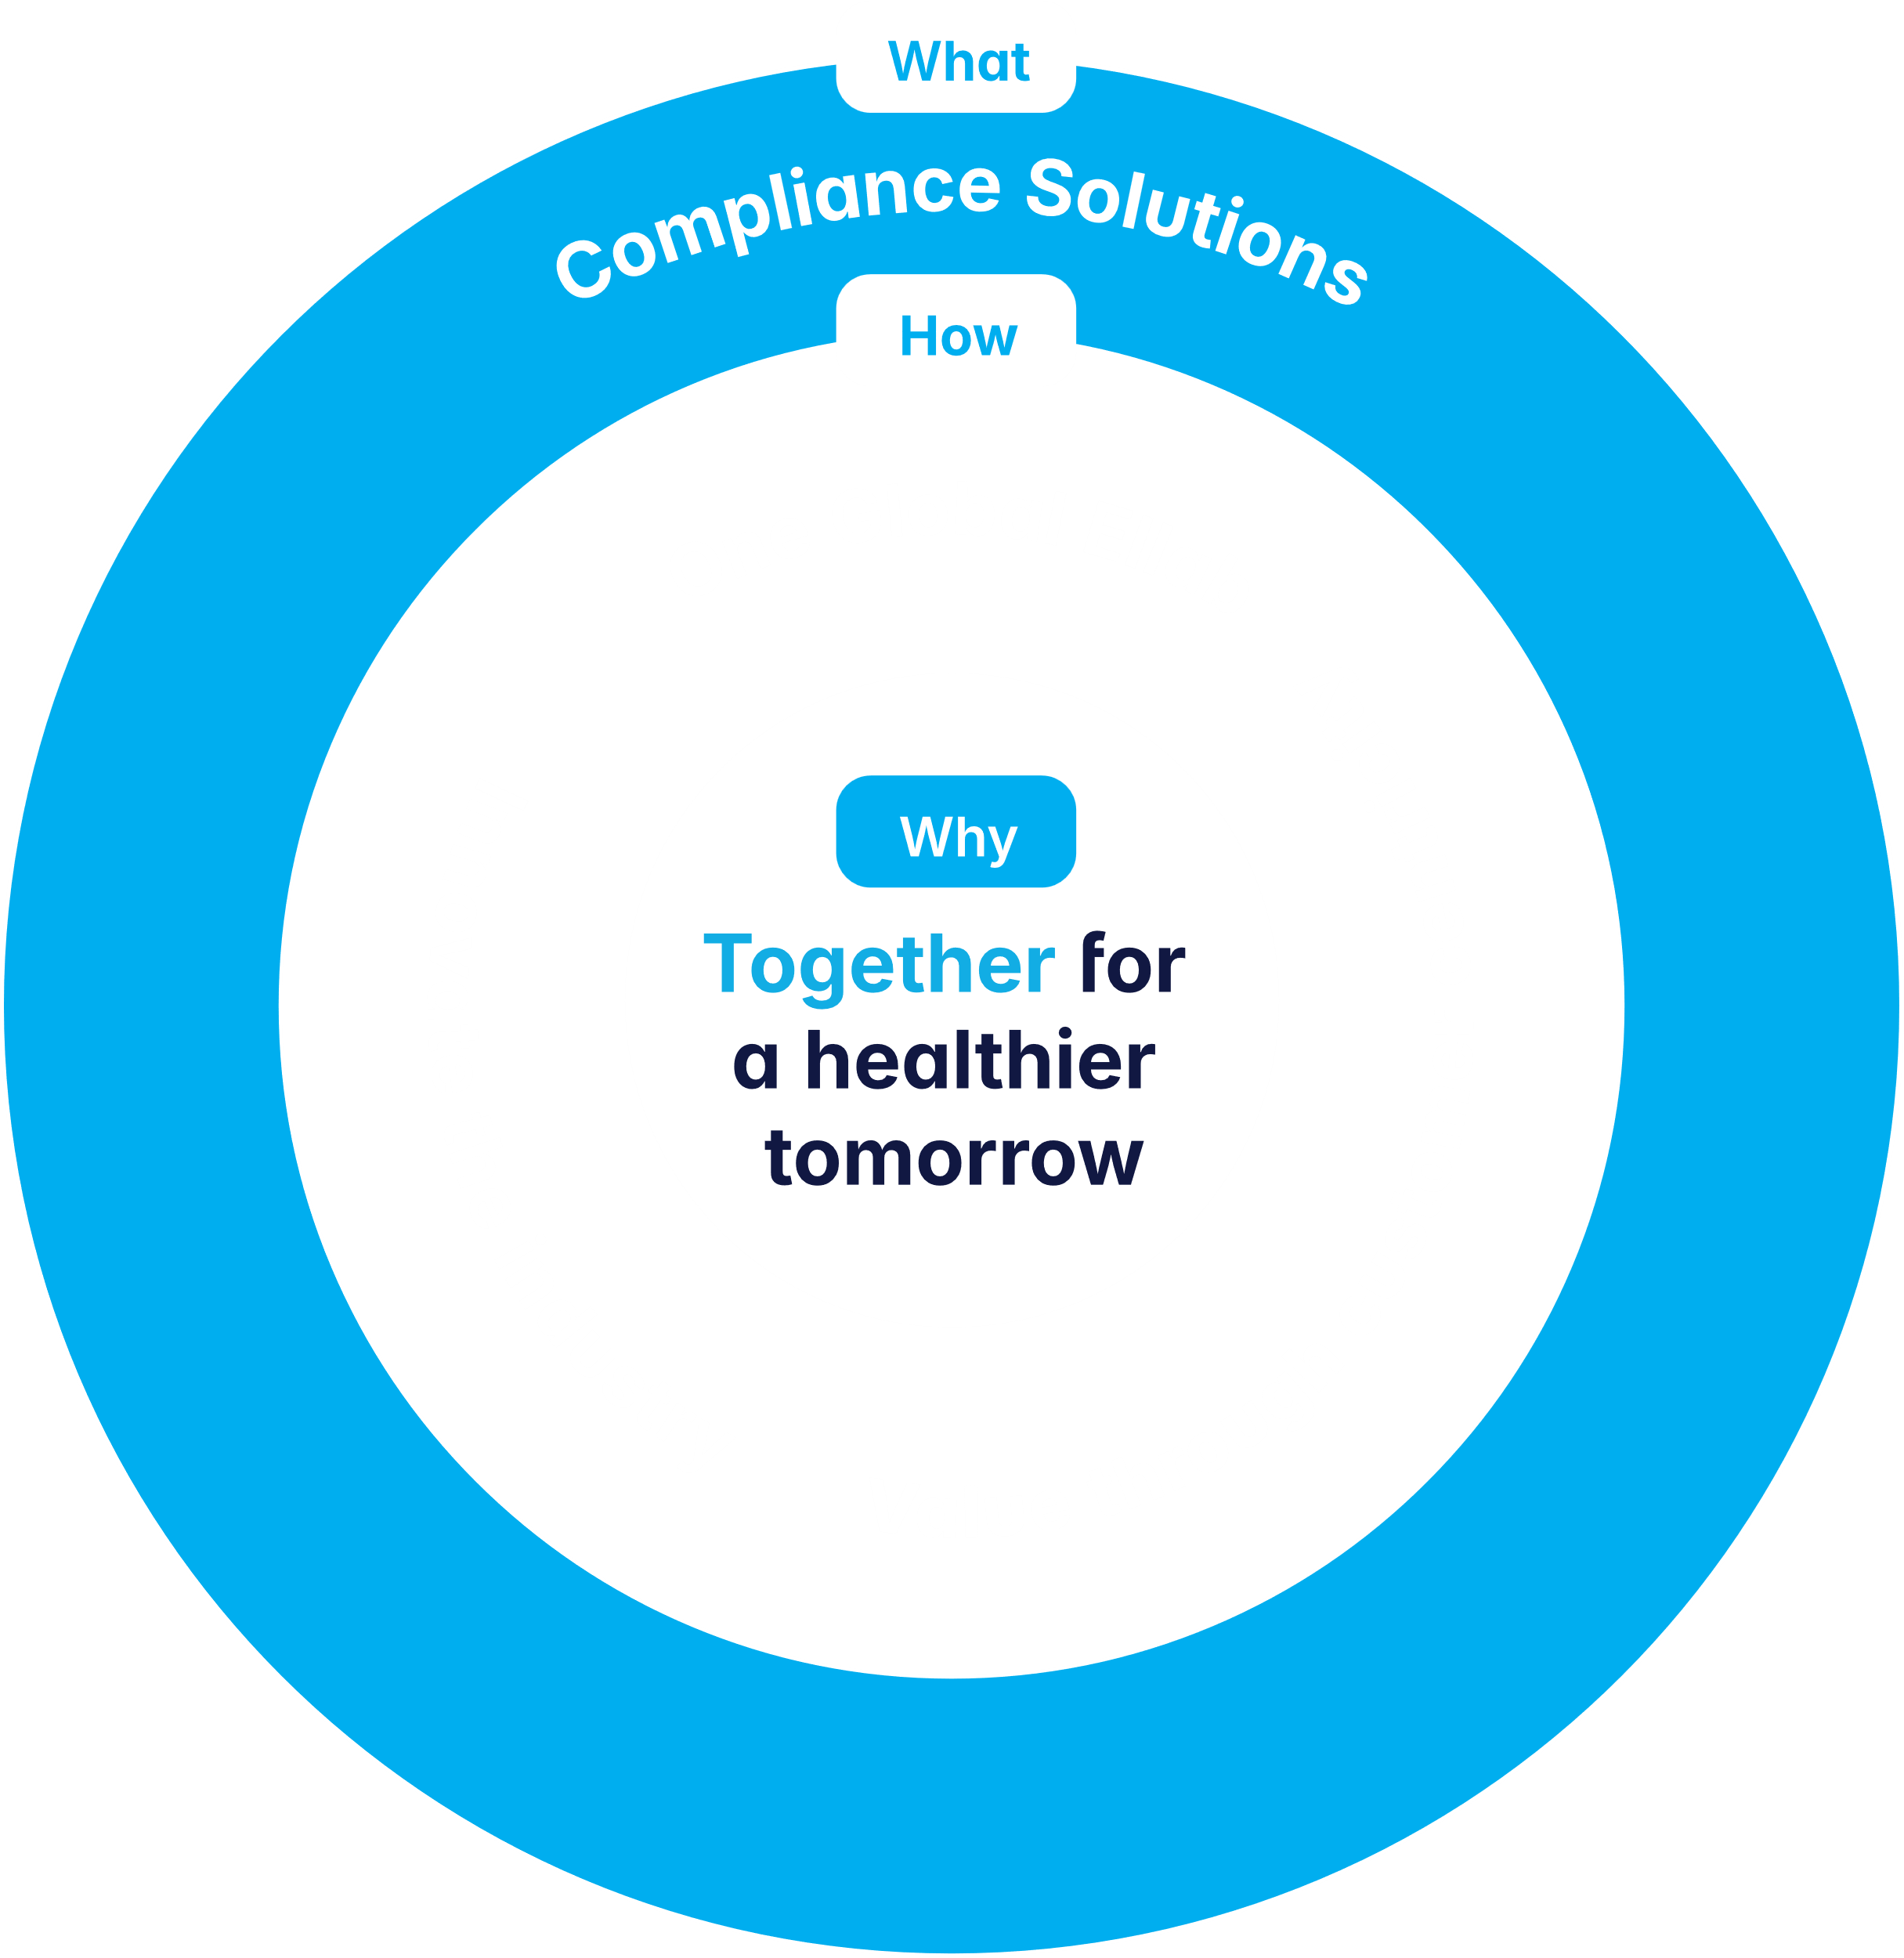 What
Compliance Solutions
How
Why
Together for
a healthier
tomorrow